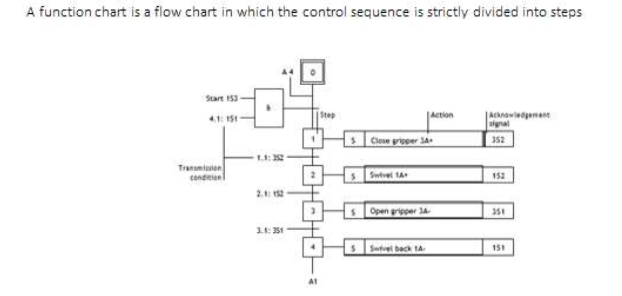 A function chart is a flow chart in which the control sequence is strictly divided into steps
A4
0
Start 1S3
&
4.1: 1S1
Step
Action
Acknowledgement
signal
1
S
Close gripper 3A+
3S2
Transmission
condition
1.1: 3S2
2
S
Swivel 1A+
1S2
2.1: 1S2
3
S
Open gripper 3A-
3S1
3.1: 3S1
4
S
Swivel back 1A-
1S1
A1